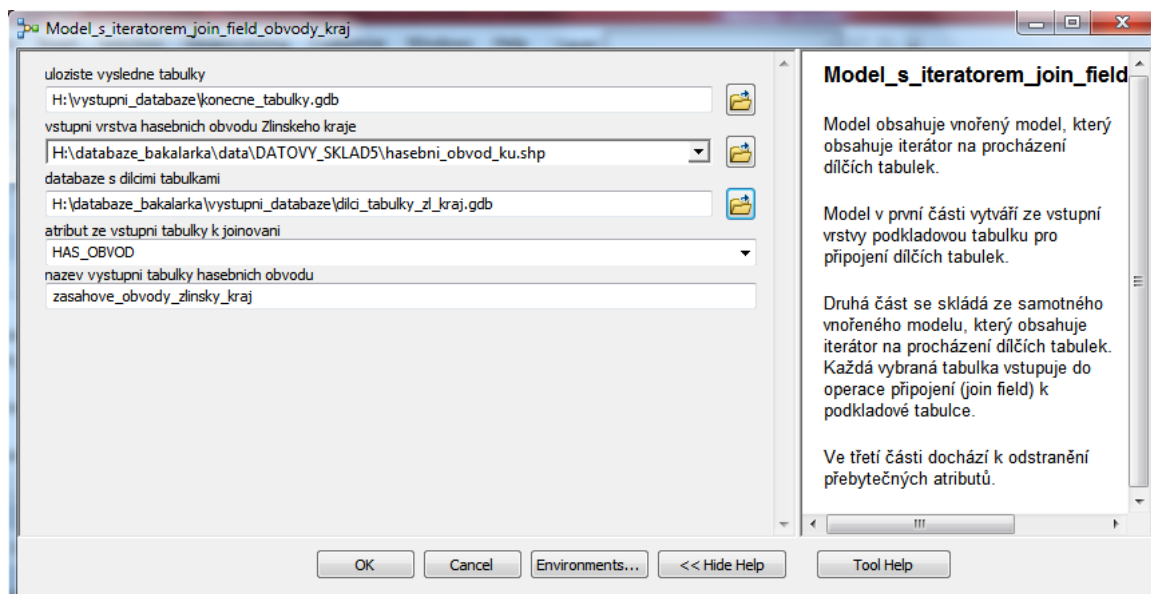 Model_s_iteratorem_join_field_obvody_kraj
uloziste vysledne tabulky
H:\vystupni_databaze\konecne_tabulky.gdb
vstupni vrstva hasebnich obvodu Zlinskeho kraje
H:\databaze_bakalarka\data\DATOVY_SKLAD5\hasebni_obvod_ku.shp
databaze s dilcimi tabulkami
H:\databaze_bakalarka\vystupni_databaze\dilci_tabulky_zl_kraj.gdb
atribut ze vstupni tabulky k joinovani
HAS_OBVOD
nazev vystupni tabulky hasebnich obvodu
zasahove_obvody_zlinsky_kraj
Model_s_iteratorem_join_field
Model obsahuje vnořený model, který
obsahuje iterátor na procházení
dílčích tabulek.
Model v první části vytváří ze vstupní
vrstvy podkladovou tabulku pro
připojení dílčích tabulek.
Druhá část se skládá ze samotného
vnořeného modelu, který obsahuje
iterátor na procházení dílčích tabulek.
Každá vybraná tabulka vstupuje do
operace připojení (join field) k
podkladové tabulce.
Ve třetí části dochází k odstranění
přebytečných atributů.
OK
Cancel
Environments...
<< Hide Help
Tool Help